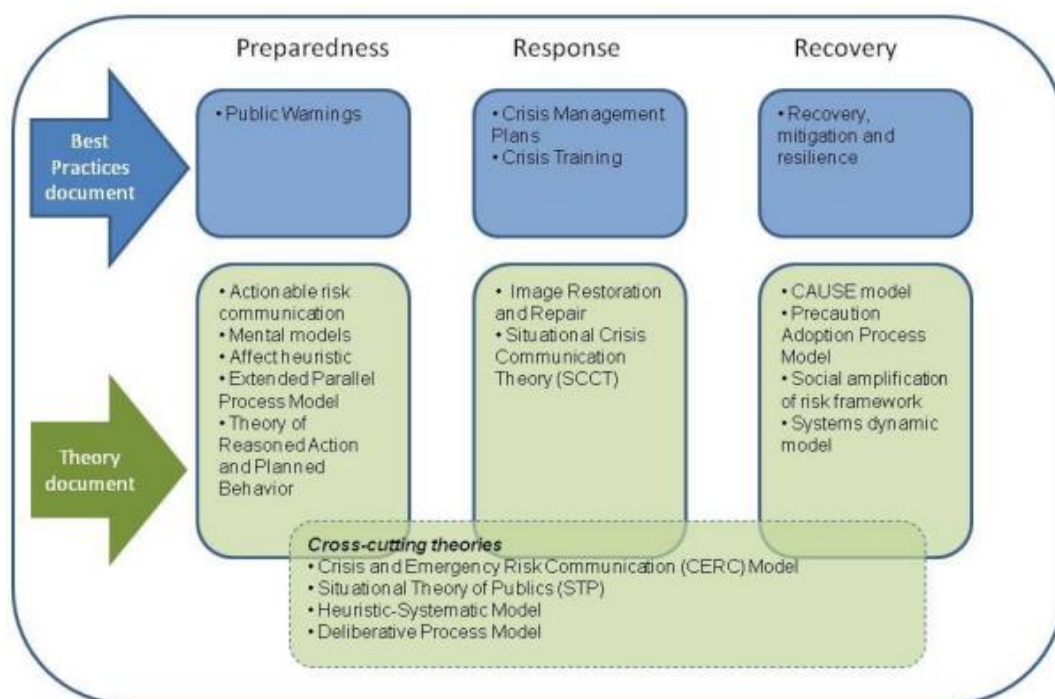 Preparedness
Response
Recovery
Best
Practices
document
• Public Warnings
• Crisis Management
Plans
• Crisis Training
• Recovery,
mitigation and
resilience
Theory
document
• Actionable risk
communication
• Mental models
• Affect heuristic
• Extended Parallel
Process Model
• Theory of
Reasoned Action
and Planned
Behavior
• Image Restoration
and Repair
• Situational Crisis
Communication
Theory (SCCT)
• CAUSE model
• Precaution
Adoption Process
Model
• Social amplification
of risk framework
• Systems dynamic
model
Cross-cutting theories
• Crisis and Emergency Risk Communication (CERC) Model
• Situational Theory of Publics (STP)
• Heuristic-Systematic Model
• Deliberative Process Model